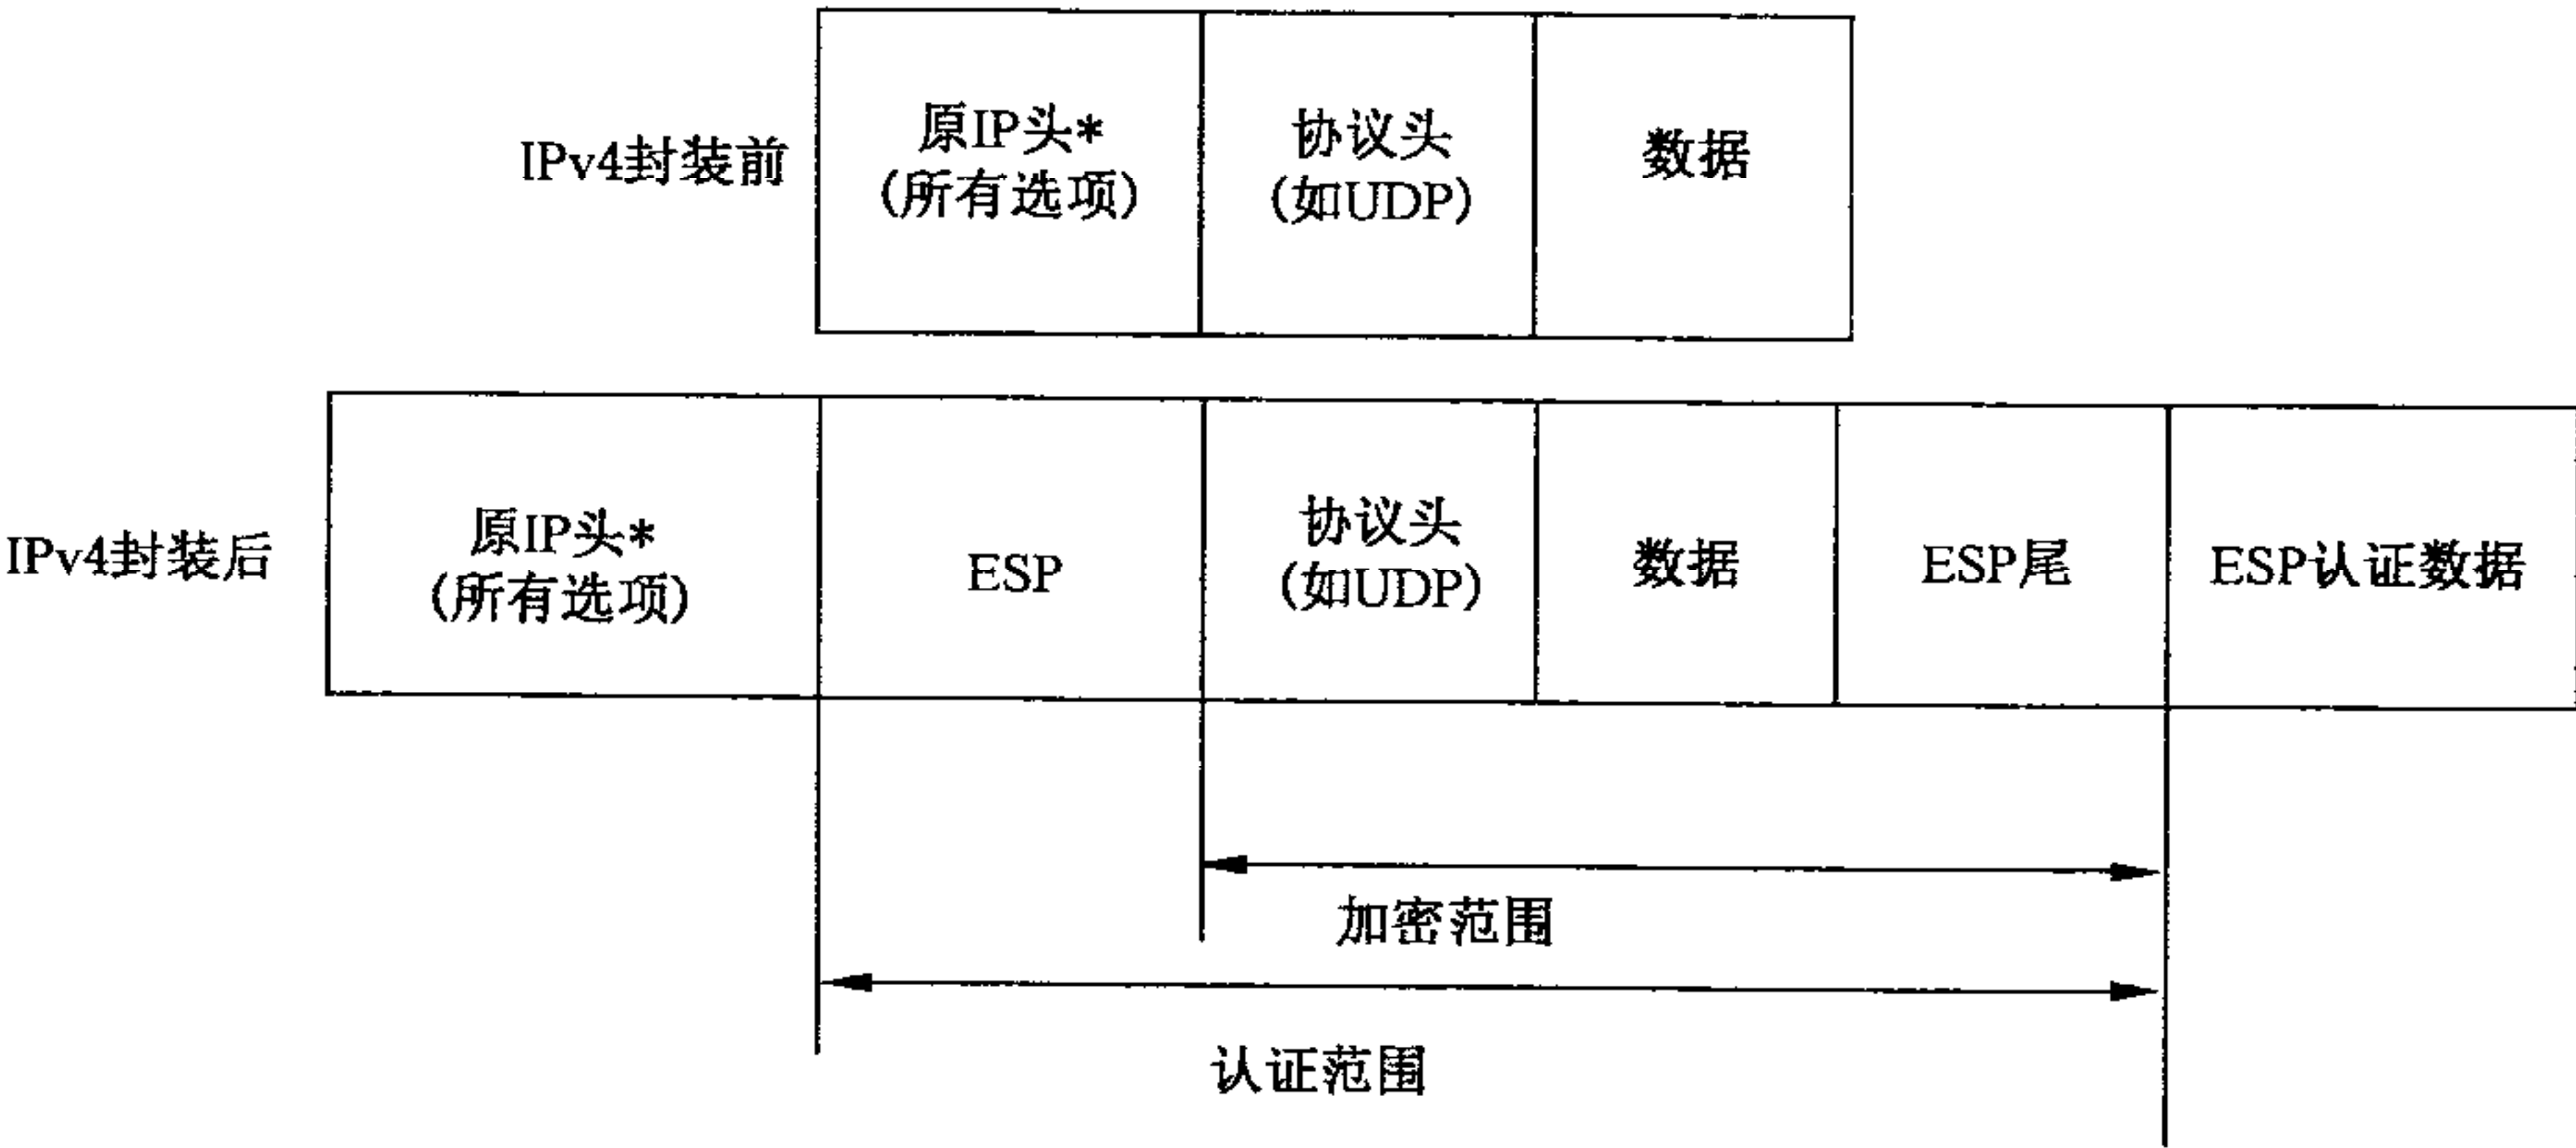 IPv4封装前
原IP头*
(所有选项)
协议头
(如UDP)
数据
IPv4封装后
原IP头*
(所有选项)
ESP
协议头
(如UDP)
数据
ESP尾
ESP认证数据
加密范围
认证范围